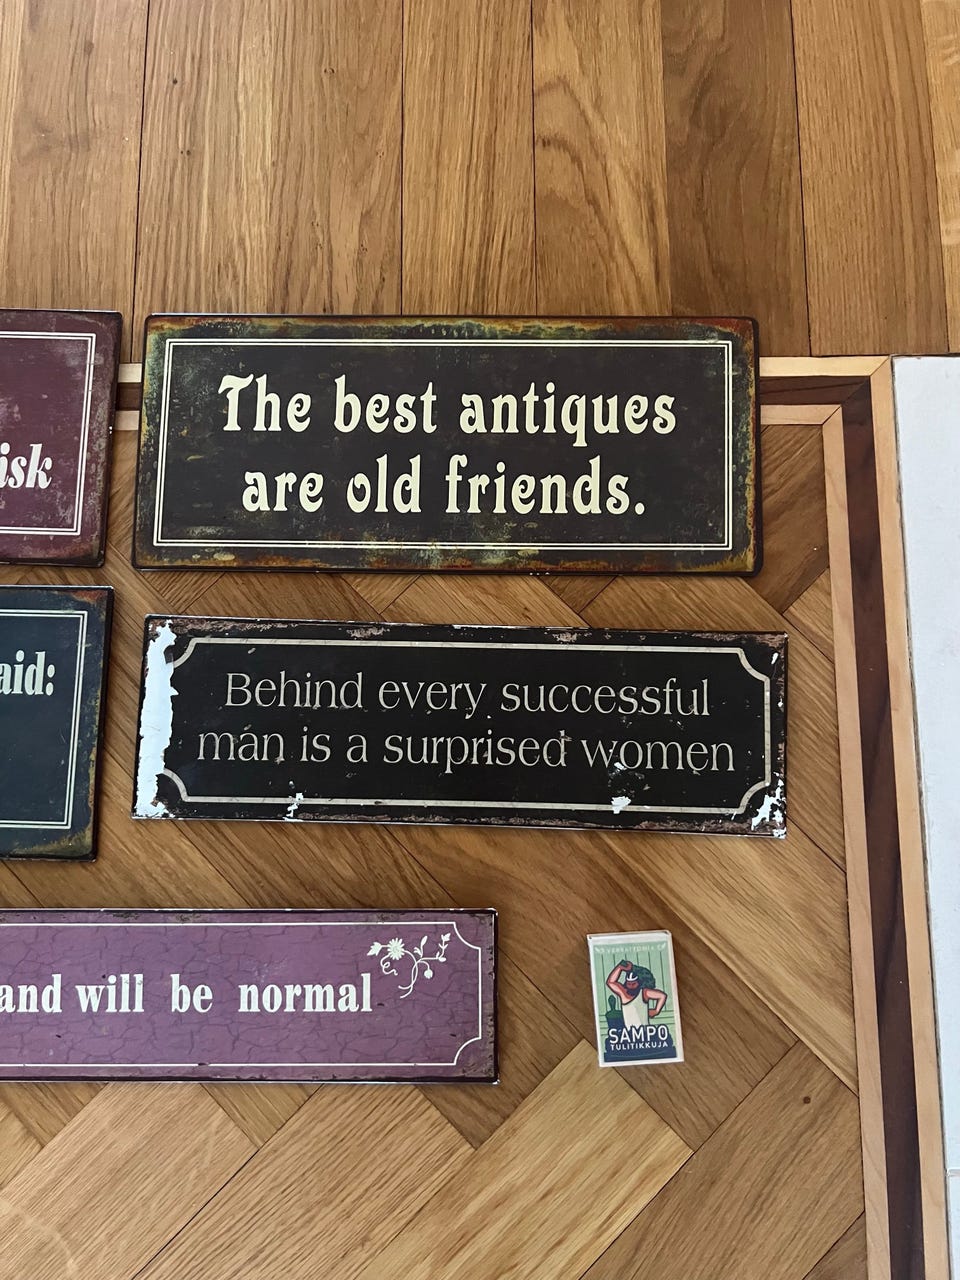 isk
The best antiques
are old friends.
aid:
Behind every successful
man is a surprised women
and will be normal
SAMPO
TULITIKKUJA